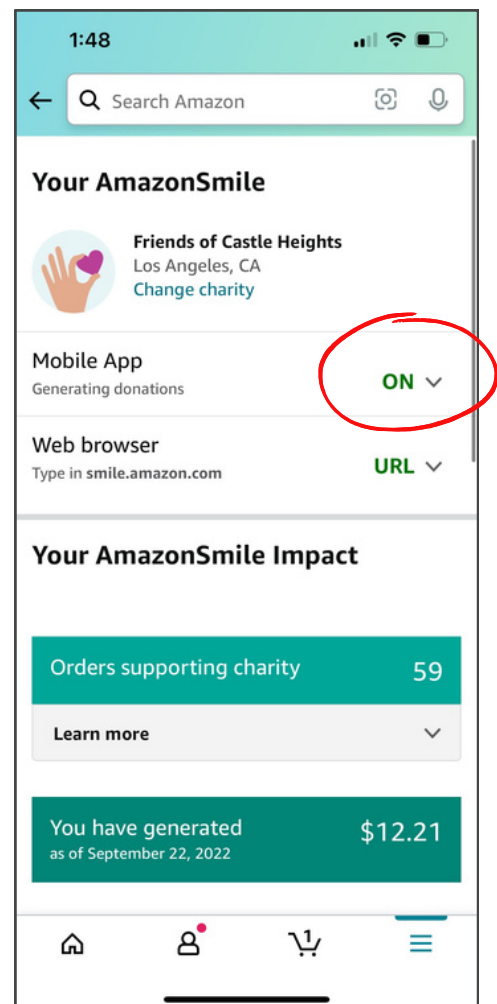 1:48
Search Amazon
Your AmazonSmile
Friends of Castle Heights
Los Angeles, CA
Change charity
Mobile App
Generating donations
ON
Web browser
Type in smile.amazon.com
URL
Your AmazonSmile Impact
Orders supporting charity 59
Learn more
You have generated $12.21
as of September 22, 2022
1